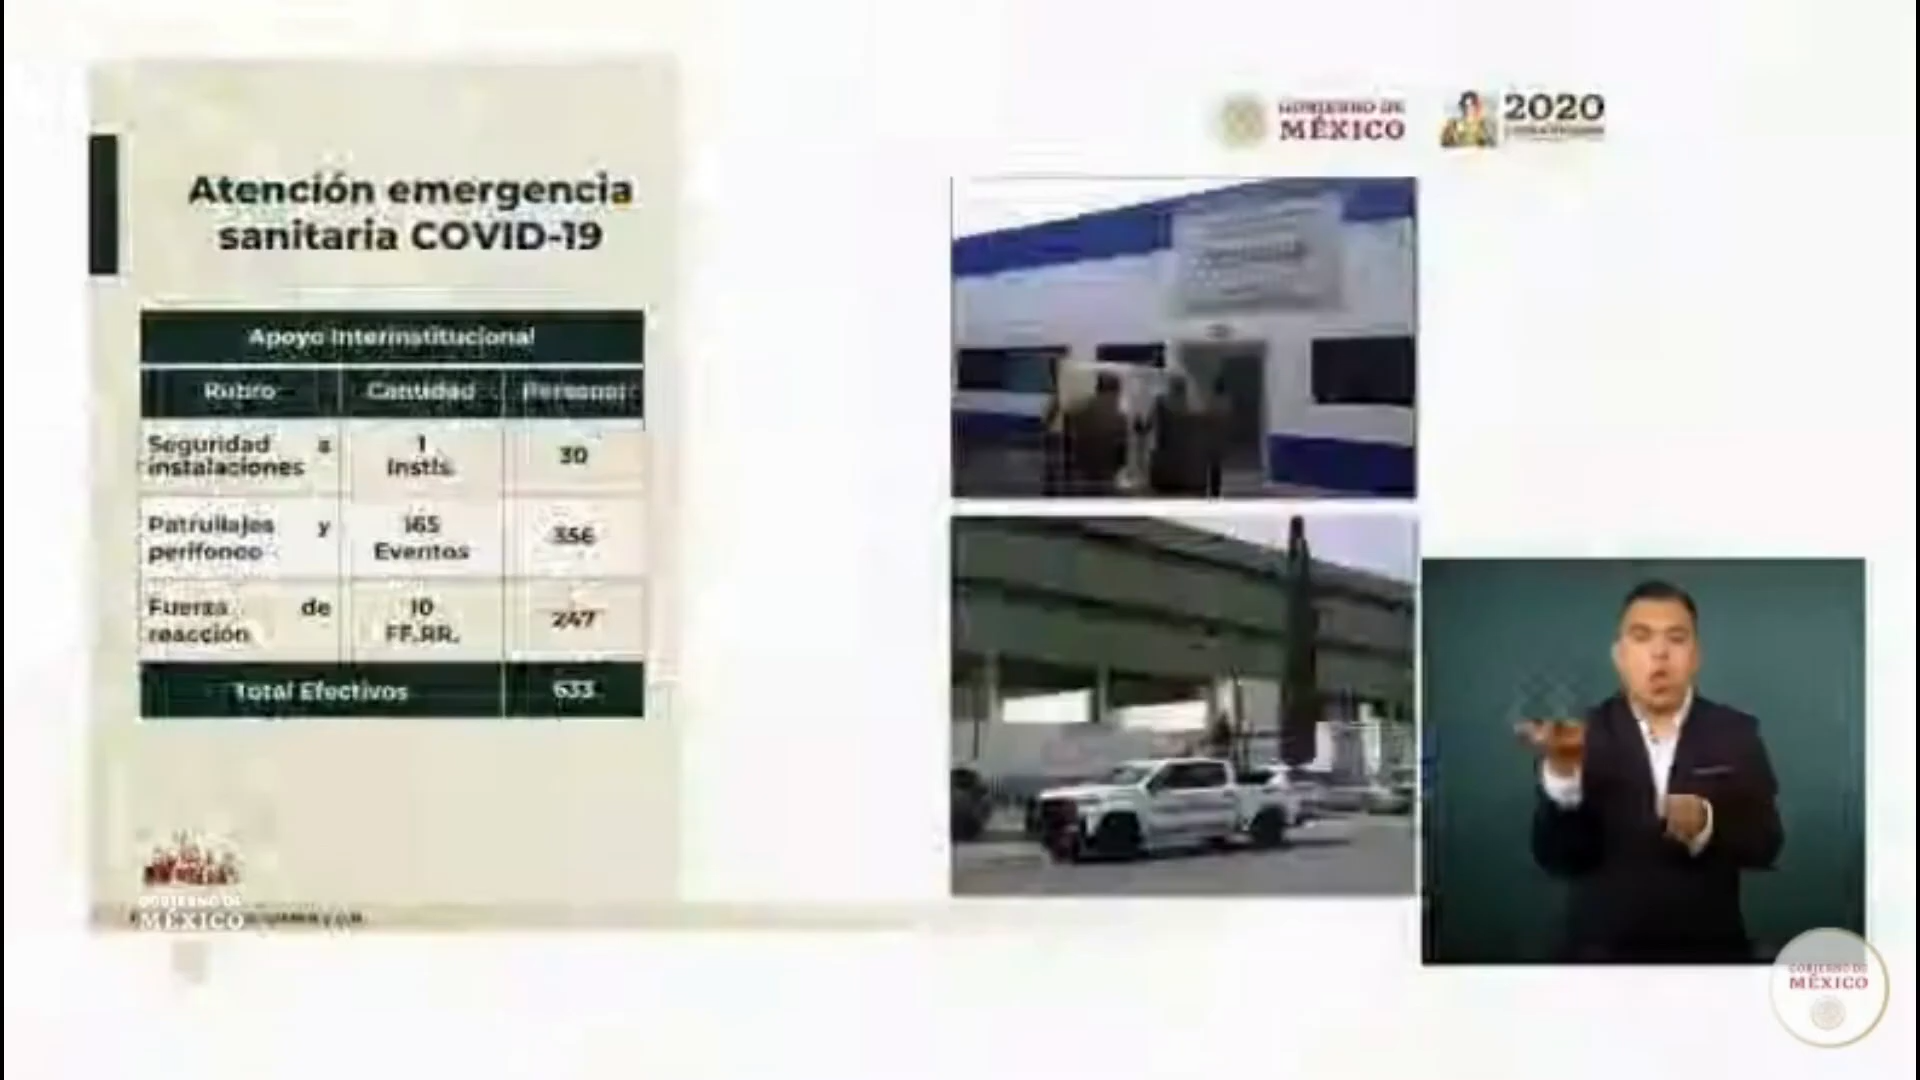 GOBIERNO DE
MÉXICO
2020
Atención emergencia
sanitaria COVID-19
Apoyo Interinstitucional
Rubro Cantidad Personal
Seguridad a
instalaciones
1
Instls.
30
Patrullajes y
perifoneo
165
Eventos
356
Fuerza de
reacción
10
FF.RR.
247
Total Efectivos 633
GOBIERNO DE
MÉXICO
GOBIERNO DE
MÉXICO